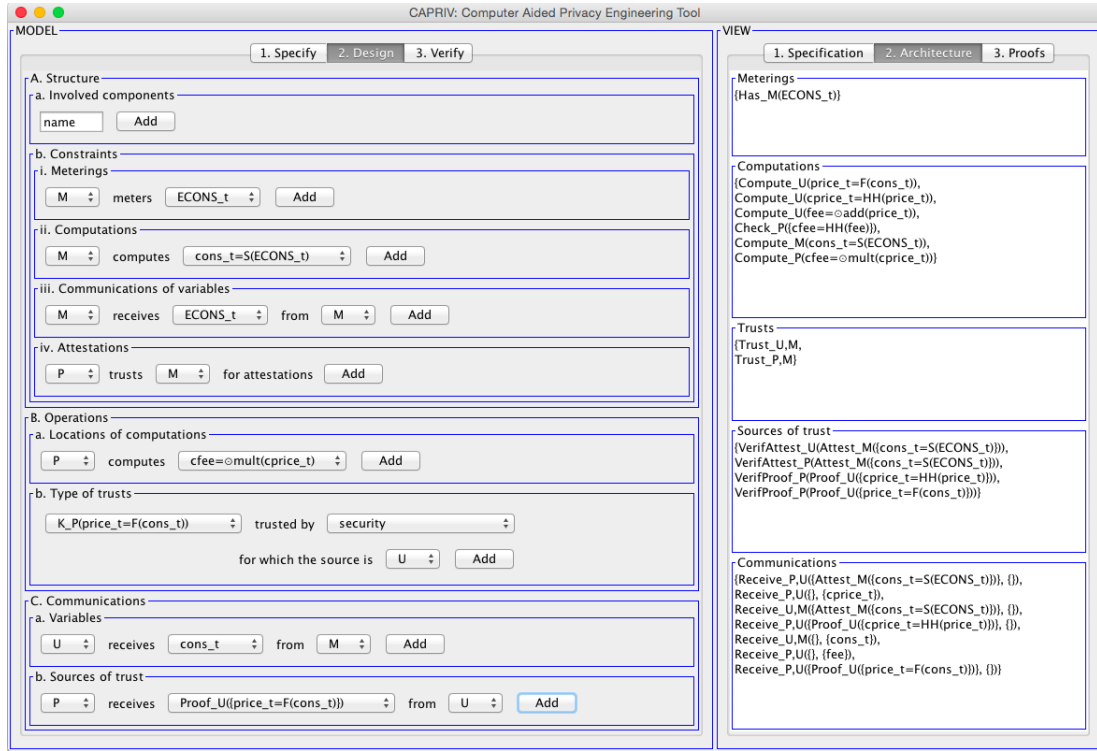 CAPRIV: Computer Aided Privacy Engineering Tool
MODEL
1. Specify 2. Design 3. Verify
A. Structure
a. Involved components
name Add
b. Constraints
i. Meterings
M meters ECONS_t Add
ii. Computations
M computes cons_t=S(ECONS_t) Add
iii. Communications of variables
M receives ECONS_t from M Add
iv. Attestations
P trusts M for attestations Add
B. Operations
a. Locations of computations
P computes cfee=⊙mult(cprice_t) Add
b. Type of trusts
K_P(price_t=F(cons_t)) trusted by security
for which the source is U Add
C. Communications
a. Variables
U receives cons_t from M Add
b. Sources of trust
P receives Proof_U({price_t=F(cons_t)}) from U Add
VIEW
1. Specification 2. Architecture 3. Proofs
Meterings
{Has_M(ECONS_t)}
Computations
{Compute_U(price_t=F(cons_t)),
Compute_U(cprice_t=HH(price_t)),
Compute_U(fee=⊙add(price_t)),
Check_P({cfee=HH(fee)}),
Compute_M(cons_t=S(ECONS_t)),
Compute_P(cfee=⊙mult(cprice_t))}
Trusts
{Trust_U,M,
Trust_P,M}
Sources of trust
{VerifAttest_U(Attest_M({cons_t=S(ECONS_t)})),
VerifAttest_P(Attest_M({cons_t=S(ECONS_t)})),
VerifProof_P(Proof_U({cprice_t=HH(price_t)})),
VerifProof_P(Proof_U({price_t=F(cons_t)}))}
Communications
{Receive_P,U({Attest_M({cons_t=S(ECONS_t)})}, {}),
Receive_P,U({}, {cprice_t}),
Receive_U,M({Attest_M({cons_t=S(ECONS_t)})}, {}),
Receive_P,U({Proof_U({cprice_t=HH(price_t)})}, {}),
Receive_U,M({}, {cons_t}),
Receive_P,U({}, {fee}),
Receive_P,U({Proof_U({price_t=F(cons_t)})}, {})}